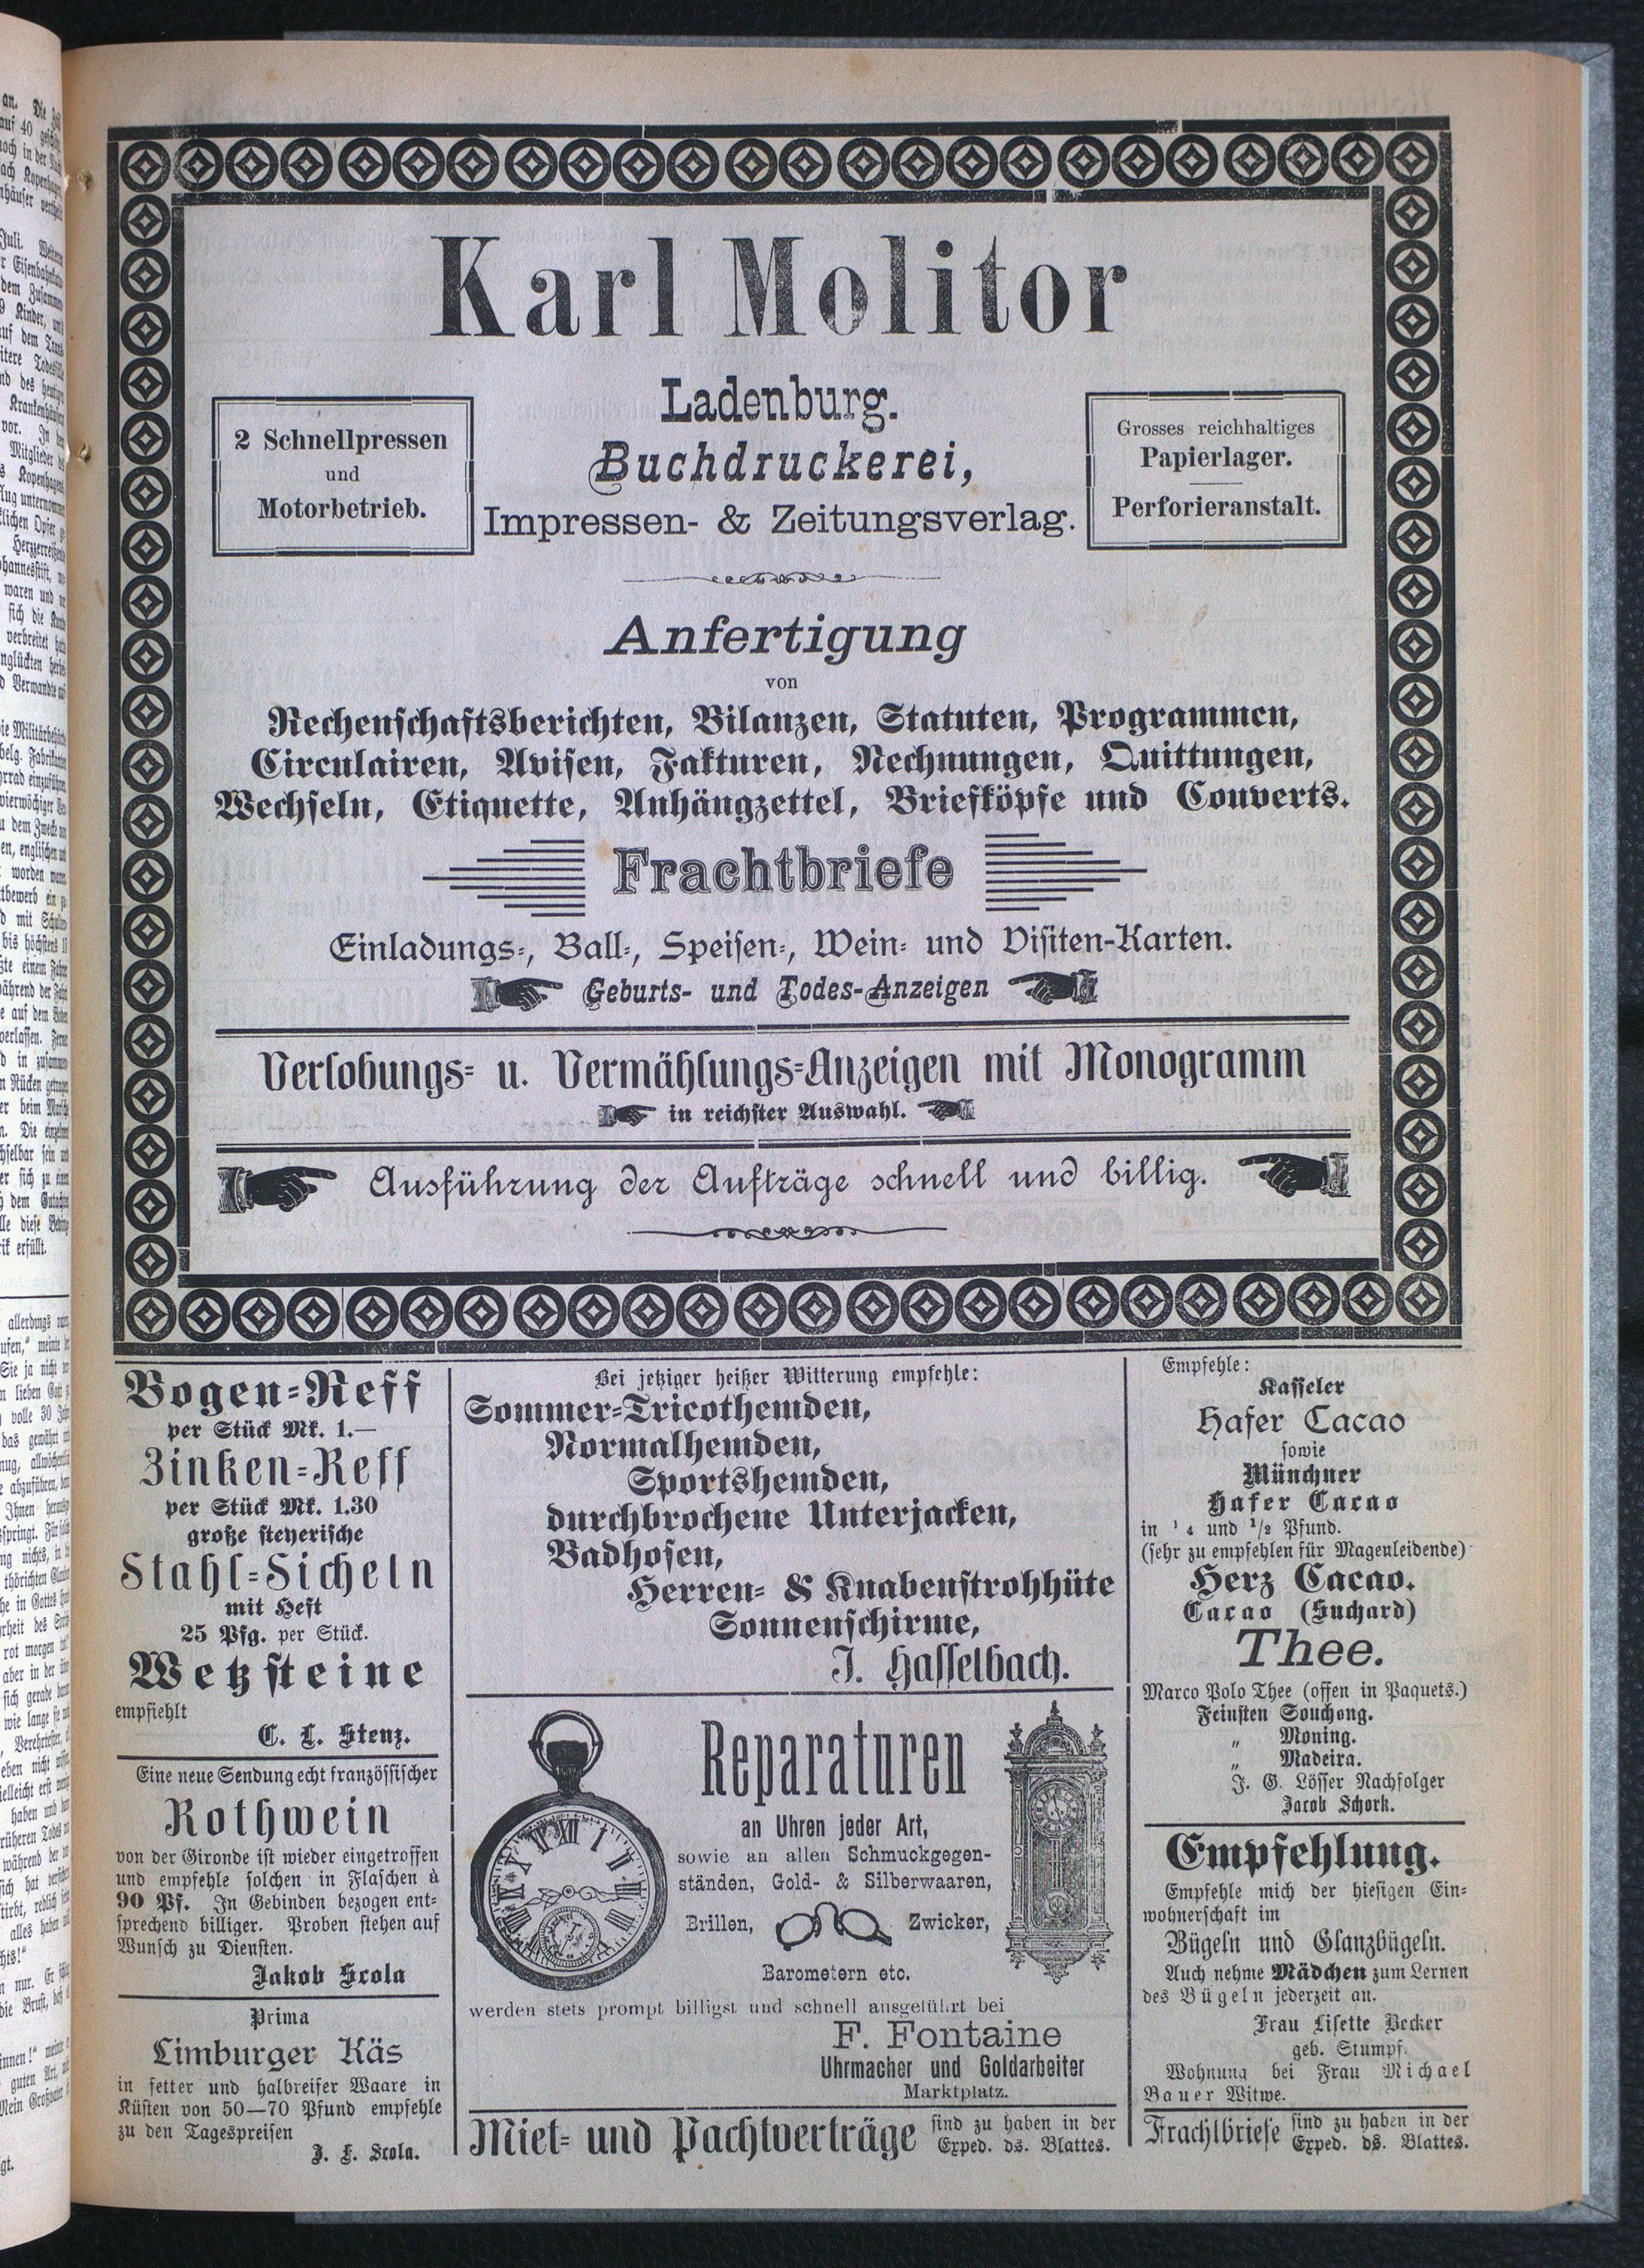 Karl Molitor
Ladenburg.
2 Schnellpressen
und
Motorbetrieb.
Buchdruckerei,
Impressen- & Zeitungsverlag.
Grosses reichhaltiges
Papierlager.
Perforieranstalt.
Anfertigung
von
Rechenschaftsberichten, Bilanzen, Statuten, Programmen,
Circulairen, Avisen, Fakturen, Rechnungen, Quittungen,
Wechseln, Etiquette, Anhängzettel, Briefköpfe und Couverts.
Frachtbriefe
Einladungs-, Ball-, Speisen-, Wein- und Visiten-Karten.
Geburts- und Todes-Anzeigen
Verlobungs- u. Vermählungs-Anzeigen mit Monogramm
in reichster Auswahl.
Ausführung der Aufträge schnell und billig.
Bogen-Reff
per Stück Mk. 1.—
Zinken-Reff
per Stück Mk. 1.30
große steyerische
Stahl-Sicheln
mit Heft
25 Pfg. per Stück.
Wetzsteine
empfiehlt
C. L. Stenz.
Eine neue Sendung echt französischer
Rothwein
von der Gironde ist wieder eingetroffen
und empfehle solchen in Flaschen à
90 Pf. In Gebinden bezogen ent-
sprechend billiger. Proben stehen auf
Wunsch zu Diensten.
Jakob Scola
Prima
Limburger Käs
in fetter und halbreifer Waare in
Küsten von 50—70 Pfund empfehle
zu den Tagespreisen
J. F. Scola.
Bei jetziger heißer Witterung empfehle:
Sommer-Tricothemden,
Normalhemden,
Sportshemden,
durchbrochene Unterjacken,
Badhosen,
Herren- & Knabenstrohhüte
Sonnenschirme,
J. Hasselbach.
Reparaturen
an Uhren jeder Art,
sowie an allen Schmuckgegen-
ständen, Gold- & Silberwaaren,
Brillen, Zwicker,
Barometern etc.
werden stets prompt billigst und schnell ausgeführt bei
F. Fontaine
Uhrmacher und Goldarbeiter
Marktplatz.
Miet- und Pachtverträge sind zu haben in der
Exped. ds. Blattes.
Empfehle:
Kasseler
Hafer Cacao
sowie
Münchner
Hafer Cacao
in 1/4 und 1/2 Pfund.
(sehr zu empfehlen für Magenleidende)
Herz Cacao.
Cacao (Suchard)
Thee.
Marco Polo Thee (offen in Paquets.)
Feinsten Souchong.
„ Moning.
„ Madeira.
J. G. Lösser Nachfolger
Jacob Schork.
Empfehlung.
Empfehle mich der hiesigen Ein-
wohnerschaft im
Bügeln und Glanzbügeln.
Auch nehme Mädchen zum Lernen
des Bügeln jederzeit an.
Frau Lisette Becker
geb. Stumpf.
Wohnung bei Frau Michael
Bauer Witwe.
Frachtbriefe sind zu haben in der
Exped. ds. Blattes.